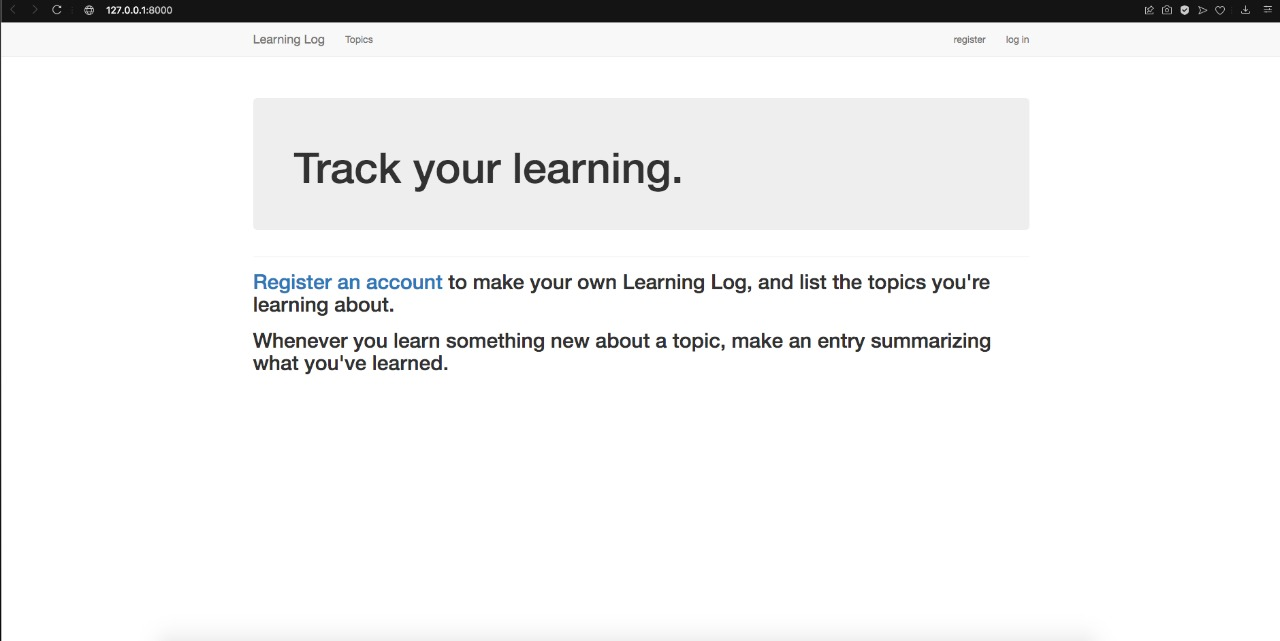 127.0.0.1:8000
Learning Log Topics register log in
Track your learning.
Register an account to make your own Learning Log, and list the topics you're
learning about.
Whenever you learn something new about a topic, make an entry summarizing
what you've learned.